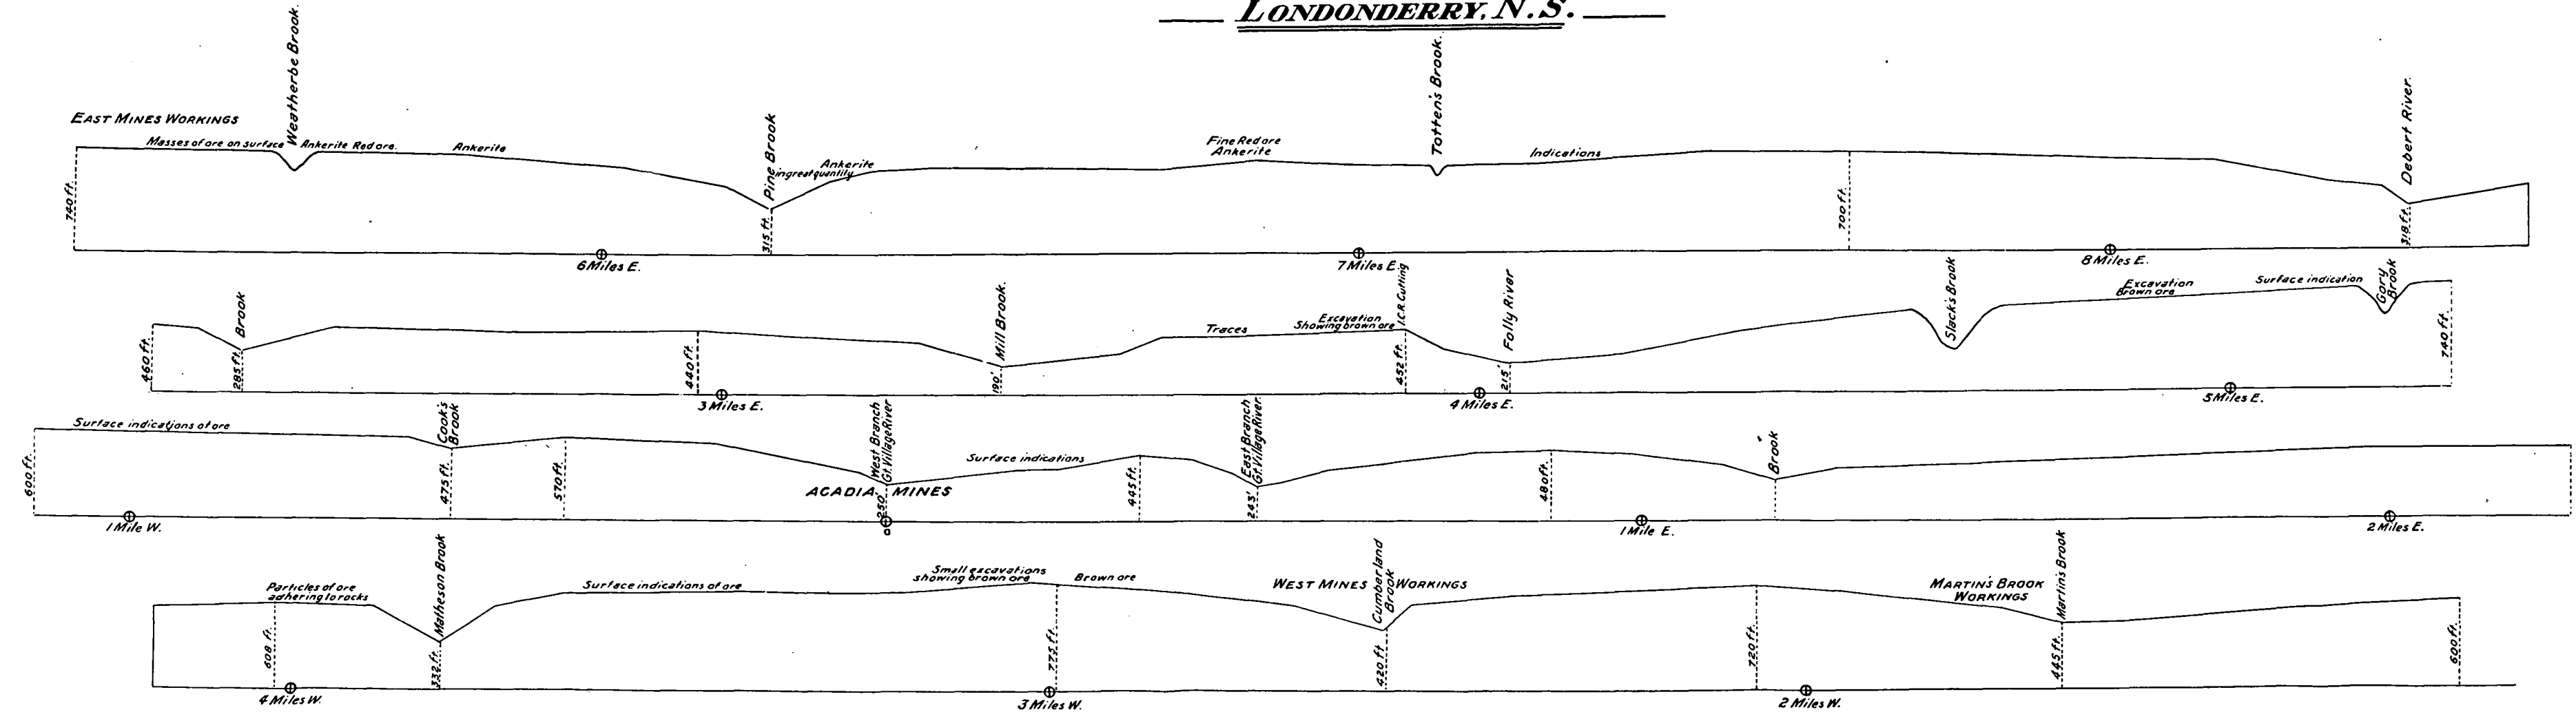 LONDONDERRY, N.S.
EAST MINES WORKINGS
Masses of ore on surface
Weatherbe Brook.
Ankerite Red ore.
Ankerite
Pine Brook
Ankerite
in great quantity
Fine Red ore
Ankerite
Totten's Brook.
Indications
Debert River.
740 ft.
315 ft.
700 ft.
318 ft.
6 Miles E.
7 Miles E.
8 Miles E.
Brook
Mill Brook.
Traces
Excavation
Showing brown ore
I.C.R. Cutting
Folly River
Slack's Brook
Excavation
Brown ore
Surface indication
Gory
Brook
460 ft.
285 ft.
440 ft.
190'
452 ft.
215'
740 ft.
3 Miles E.
4 Miles E.
5 Miles E.
Surface indications of ore
Cook's
Brook
West Branch
Gt. Village River
Surface indications
East Branch
Gt. Village River.
Brook
ACADIA MINES
600 ft.
475 ft.
570 ft.
250'
445 ft.
243'
480 ft.
1 Mile W.
0
1 Mile E.
2 Miles E.
Particles of ore
adhering to rocks
Matheson Brook
Surface indications of ore
Small excavations
showing brown ore
Brown ore
WEST MINES WORKINGS
Cumberland
Brook
MARTIN'S BROOK
WORKINGS
Martin's Brook
608 ft.
332 ft.
775 ft.
420 ft.
720 ft.
445 ft.
600 ft.
4 Miles W.
3 Miles W.
2 Miles W.